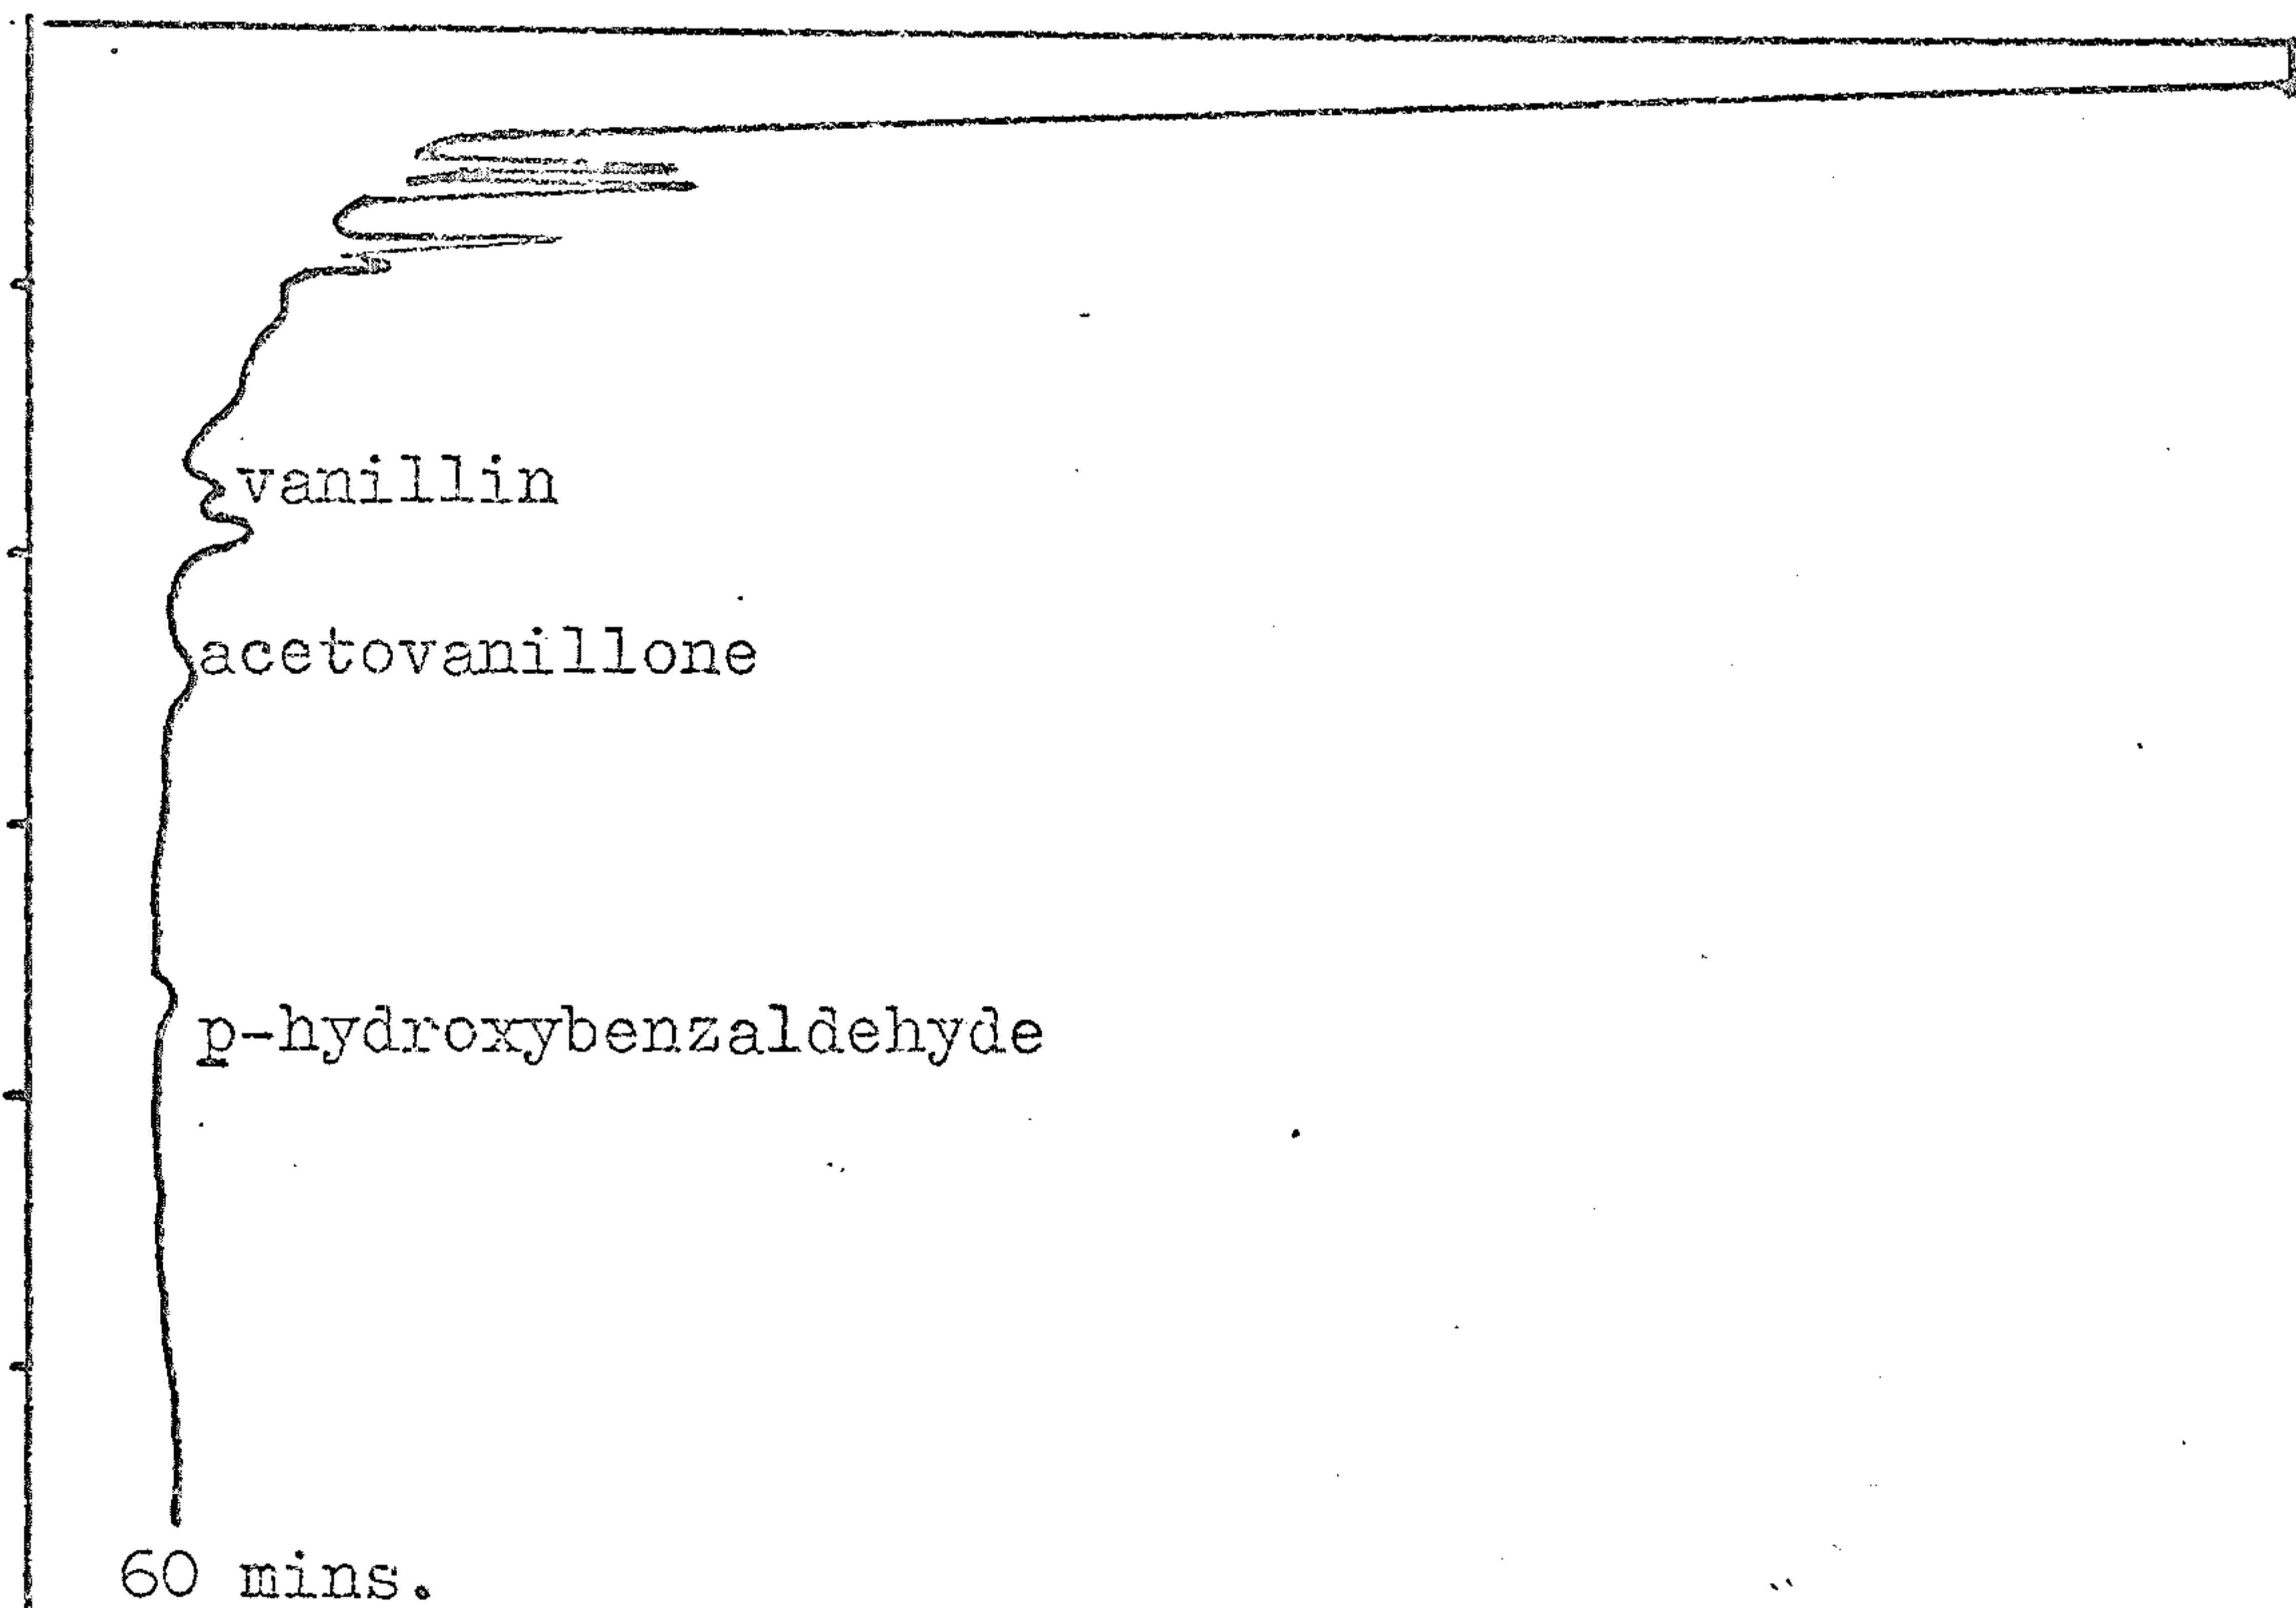 vanillin
acetovanillone
p-hydroxybenzaldehyde
60 mins.